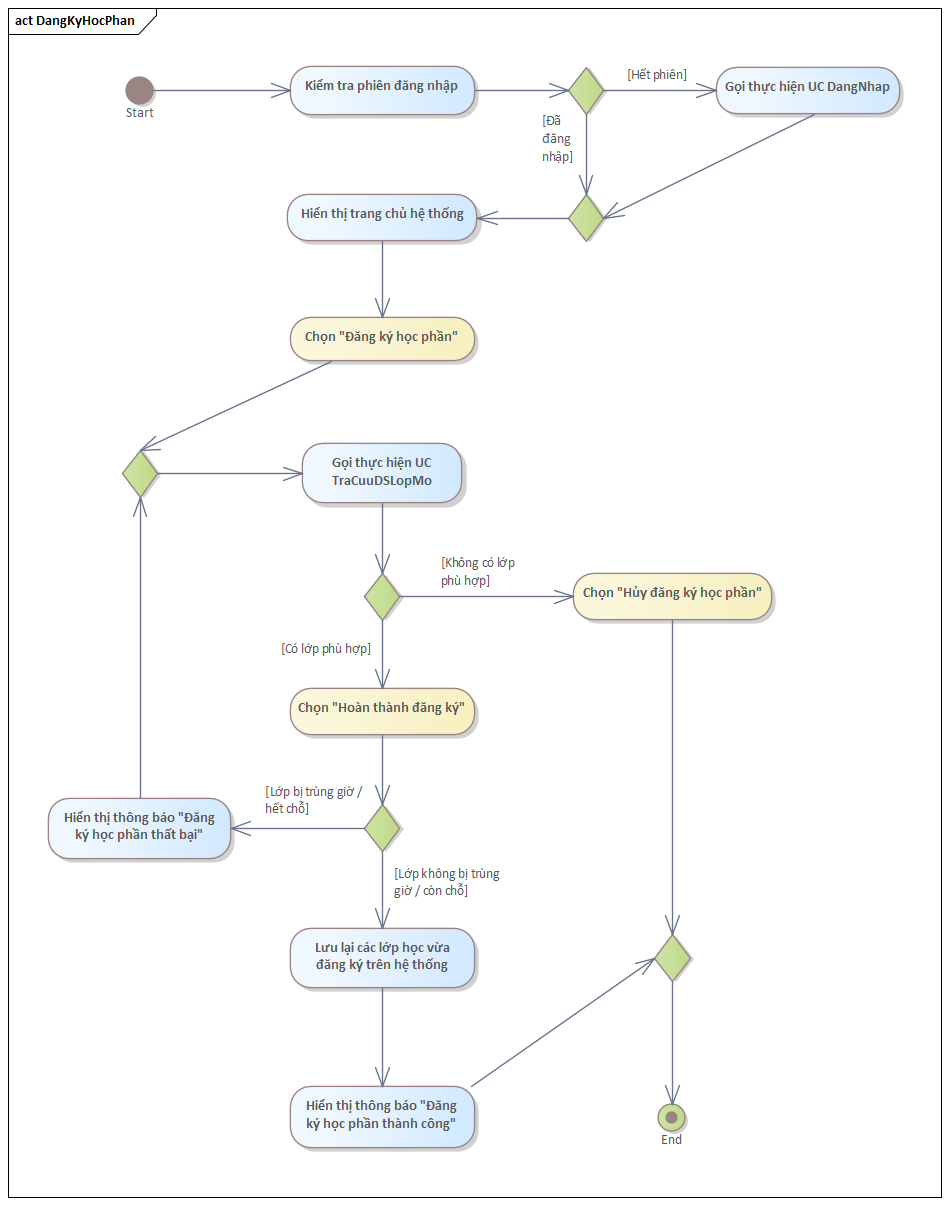 act DangKyHocPhan
Start
Kiểm tra phiên đăng nhập
[Hết phiên]
Gọi thực hiện UC DangNhap
[Đã
đăng
nhập]
Hiển thị trang chủ hệ thống
Chọn "Đăng ký học phần"
Gọi thực hiện UC
TraCuuDSLopMo
[Không có lớp
phù hợp]
Chọn "Hủy đăng ký học phần"
[Có lớp phù hợp]
Chọn "Hoàn thành đăng ký"
[Lớp bị trùng giờ /
hết chỗ]
Hiển thị thông báo "Đăng
ký học phần thất bại"
[Lớp không bị trùng
giờ / còn chỗ]
Lưu lại các lớp học vừa
đăng ký trên hệ thống
Hiển thị thông báo "Đăng
ký học phần thành công"
End